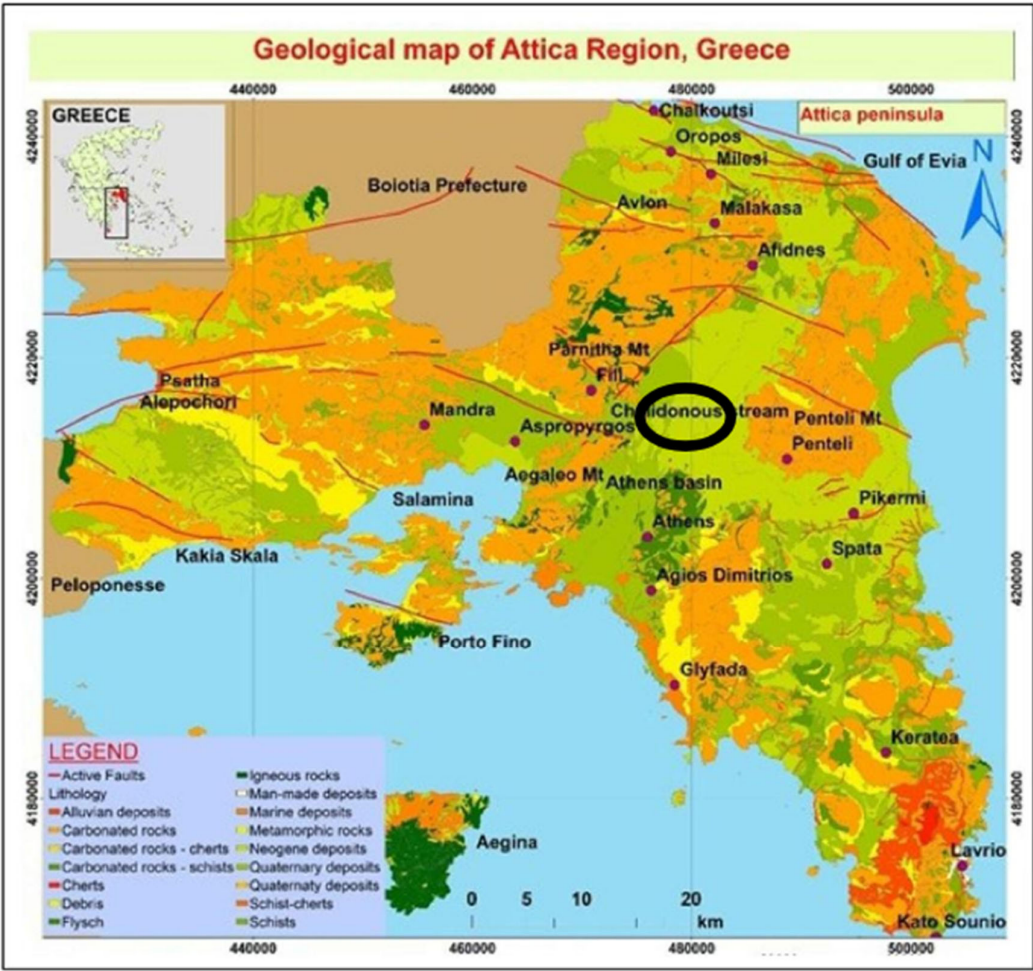 Geological map of Attica Region, Greece
440000 460000 480000 500000
GREECE
Attica peninsula
4240000 4240000
Chalkoutsi
Oropos
Milesi
Gulf of Evia N
Boiotia Prefecture
Avlon
Malakasa
Afidnes
4220000 4220000
Parnitha Mt
Fili
Psatha
Alepochori
Mandra
Aspropyrgos
stream
Penteli Mt
Penteli
Aegaleo Mt
Athens basin
Salamina
Pikermi
Athens
Kakia Skala
Spata
4200000 4200000
Peloponesse
Agios Dimitrios
Porto Fino
Glyfada
Keratea
4180000 4180000
LEGEND
Active Faults
Lithology
Alluvian deposits
Carbonated rocks
Carbonated rocks - cherts
Carbonated rocks - schists
Cherts
Debris
Flysch
Igneous rocks
Man-made deposits
Marine deposits
Metamorphic rocks
Neogene deposits
Quaternary deposits
Quaternaty deposits
Schist-cherts
Schists
Aegina
Lavrio
0 5 10 20
km
Kato Sounio
440000 460000 480000 500000